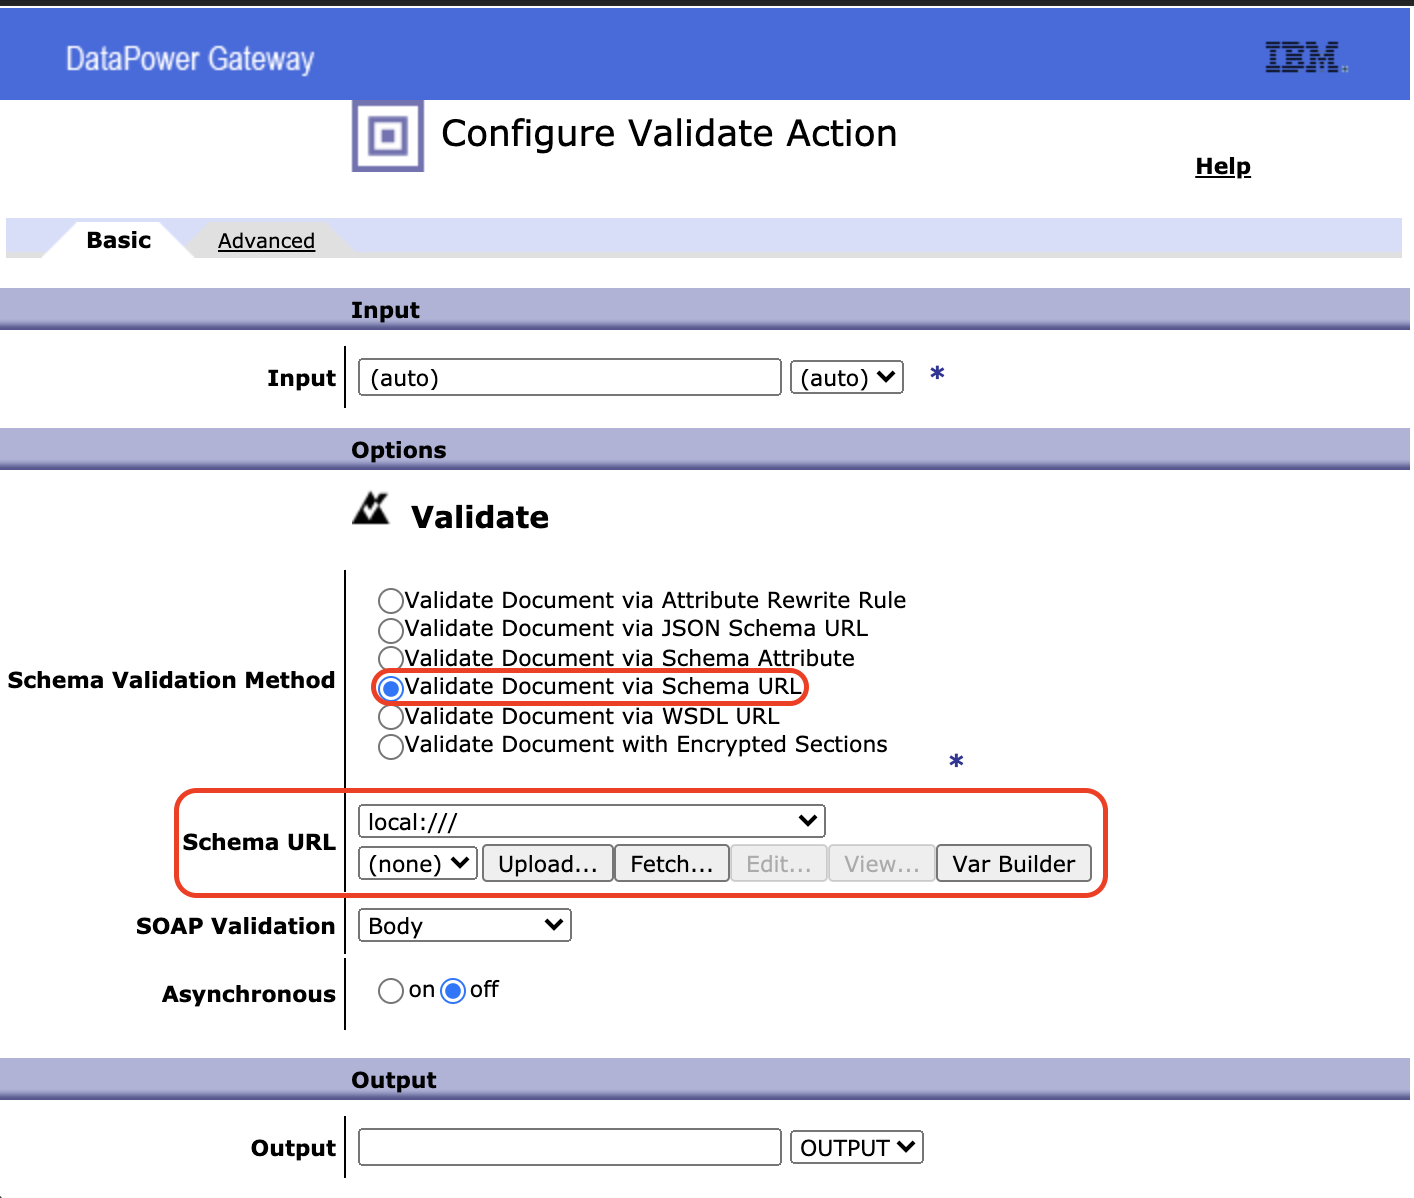 DataPower Gateway
IBM.
Configure Validate Action
Help
Basic Advanced
Input
Input (auto) (auto) *
Options
Validate
Schema Validation Method
Validate Document via Attribute Rewrite Rule
Validate Document via JSON Schema URL
Validate Document via Schema Attribute
Validate Document via Schema URL
Validate Document via WSDL URL
Validate Document with Encrypted Sections
*
Schema URL
local:///
(none) Upload... Fetch... Edit... View... Var Builder
SOAP Validation Body
Asynchronous on off
Output
Output OUTPUT